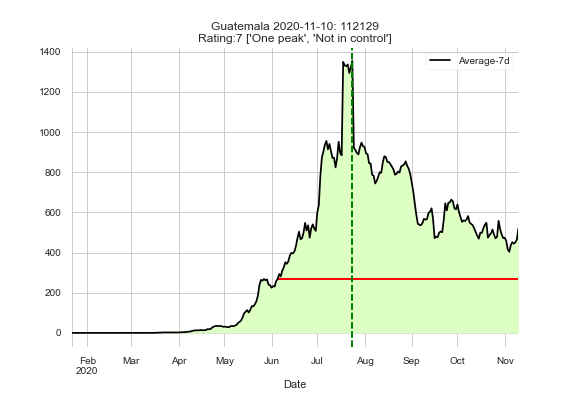 Guatemala 2020-11-10: 112129
Rating:7 ['One peak', 'Not in control']
Average-7d
1400
1200
1000
800
600
400
200
0
Feb Mar Apr May Jun Jul Aug Sep Oct Nov
2020
Date